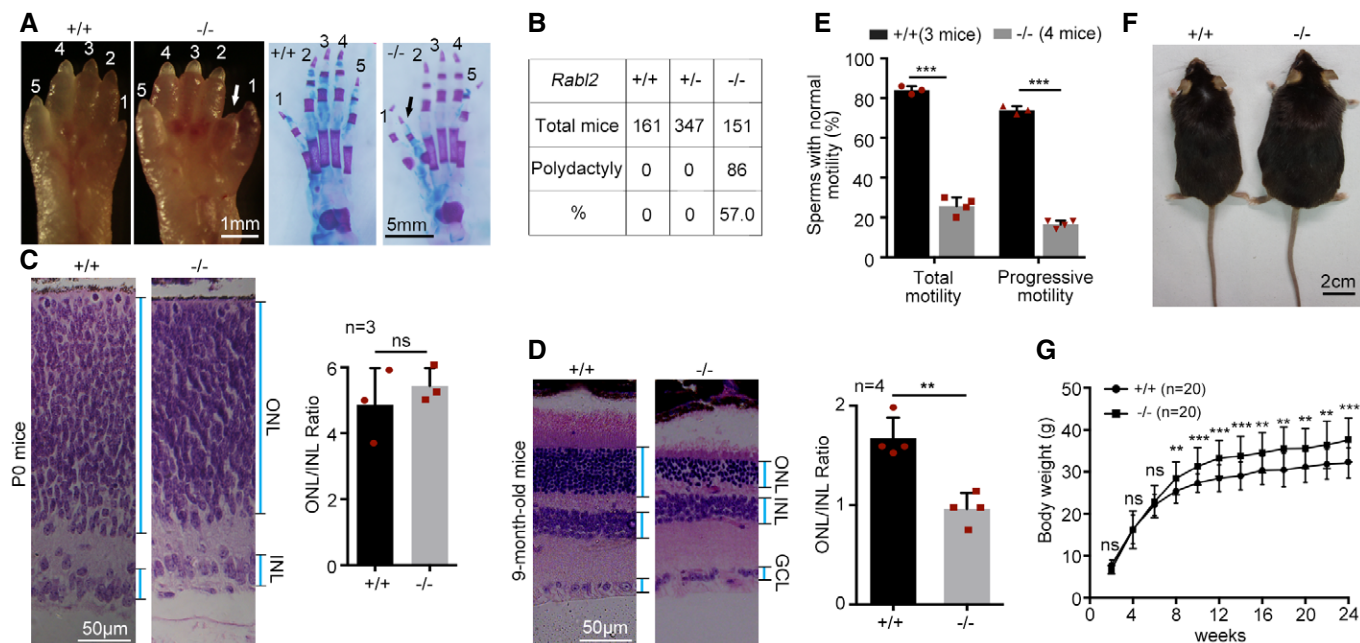 A
+/+
-/-
4
3
2
5
1
4
3
2
5
1
1mm
+/+
2
3
4
5
1
-/-
2
3
4
5
1
5mm
B
Rabl2 +/+ +/- -/-
Total mice 161 347 151
Polydactyly 0 0 86
% 0 0 57.0
C
+/+
-/-
P0 mice
ONL
INL
50µm
n=3
ns
ONL/INL Ratio
6
4
2
0
+/+
-/-
D
+/+
-/-
9-month-old mice
ONL
INL
GCL
50µm
n=4
**
ONL/INL Ratio
2
1
0
+/+
-/-
E
+/+(3 mice) -/- (4 mice)
***
***
Sperms with normal
motility (%)
100
80
60
40
20
0
Total
motility
Progressive
motility
F
+/+
-/-
2cm
G
+/+ (n=20)
-/- (n=20)
Body weight (g)
50
40
30
20
10
0
ns
ns
ns
** *** *** *** ** ** ** ** ***
0 4 8 12 16 20 24
weeks